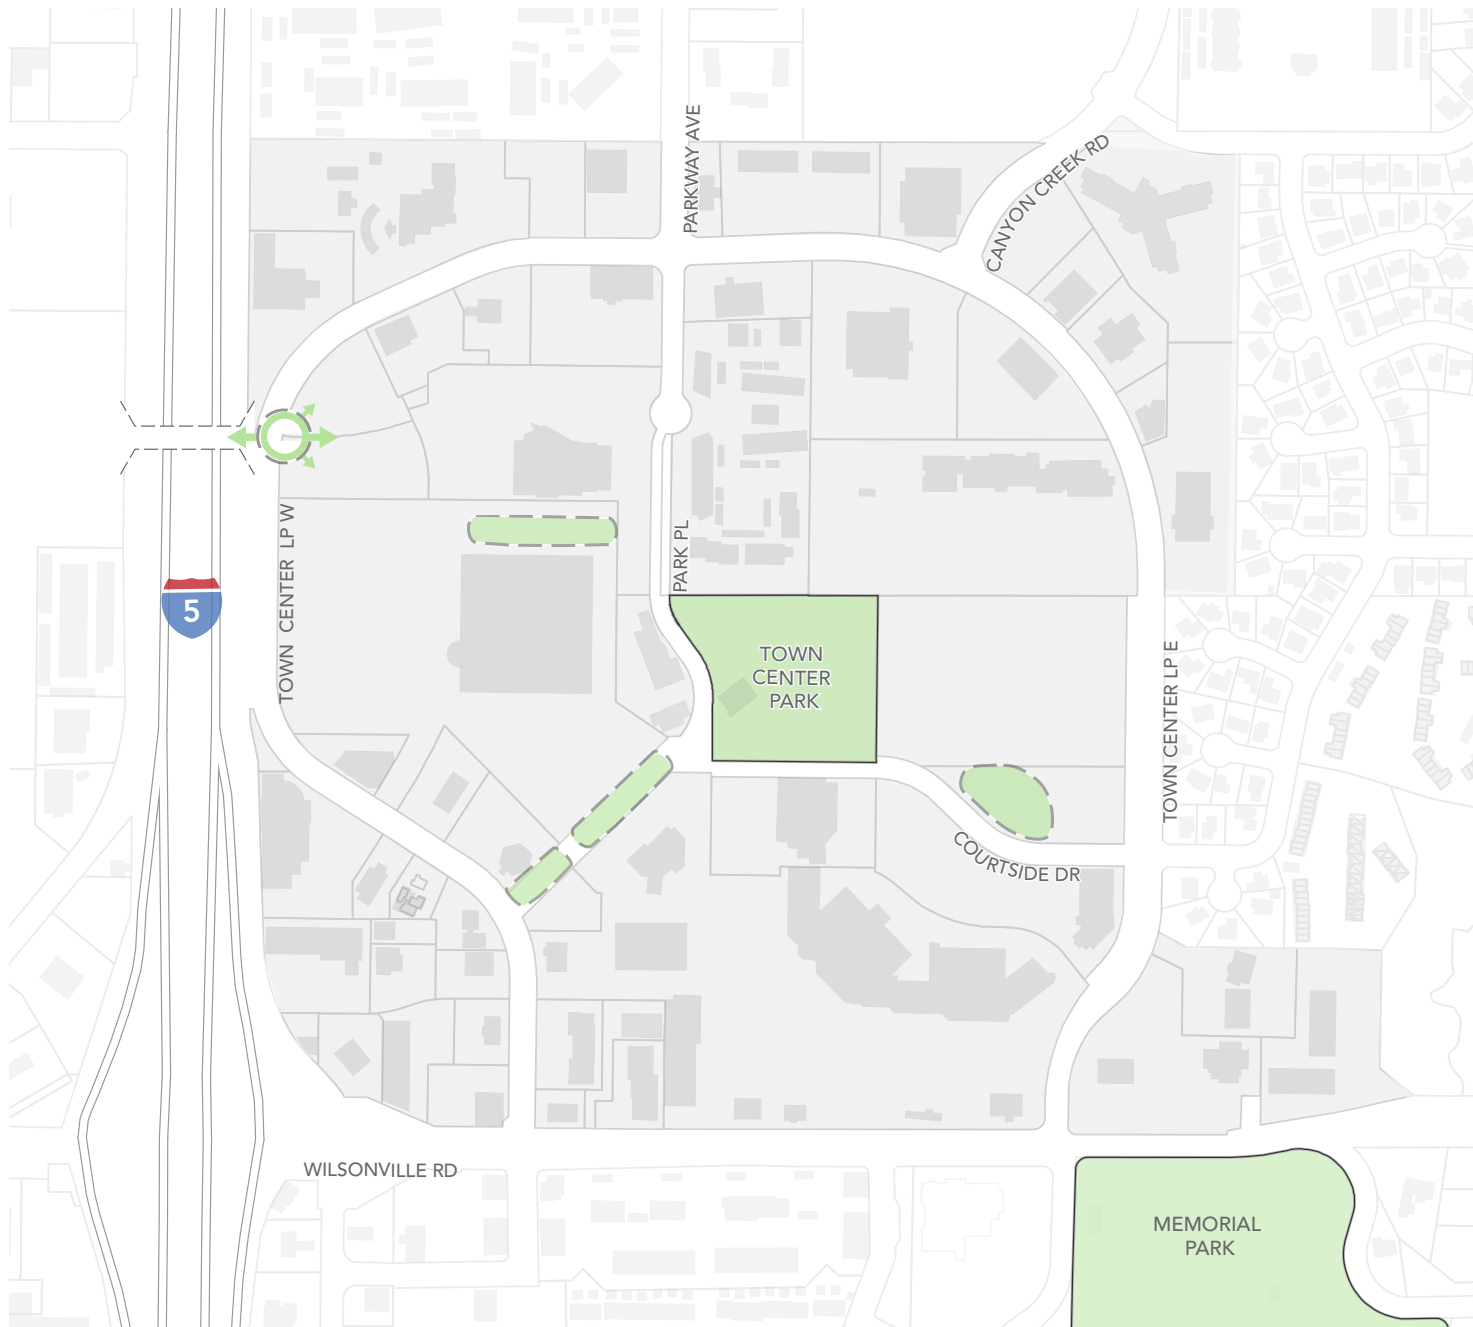 PARKWAY AVE
CANYON CREEK RD
TOWN CENTER LP W
PARK PL
5
TOWN
CENTER
PARK
TOWN CENTER LP E
COURTSIDE DR
WILSONVILLE RD
MEMORIAL
PARK